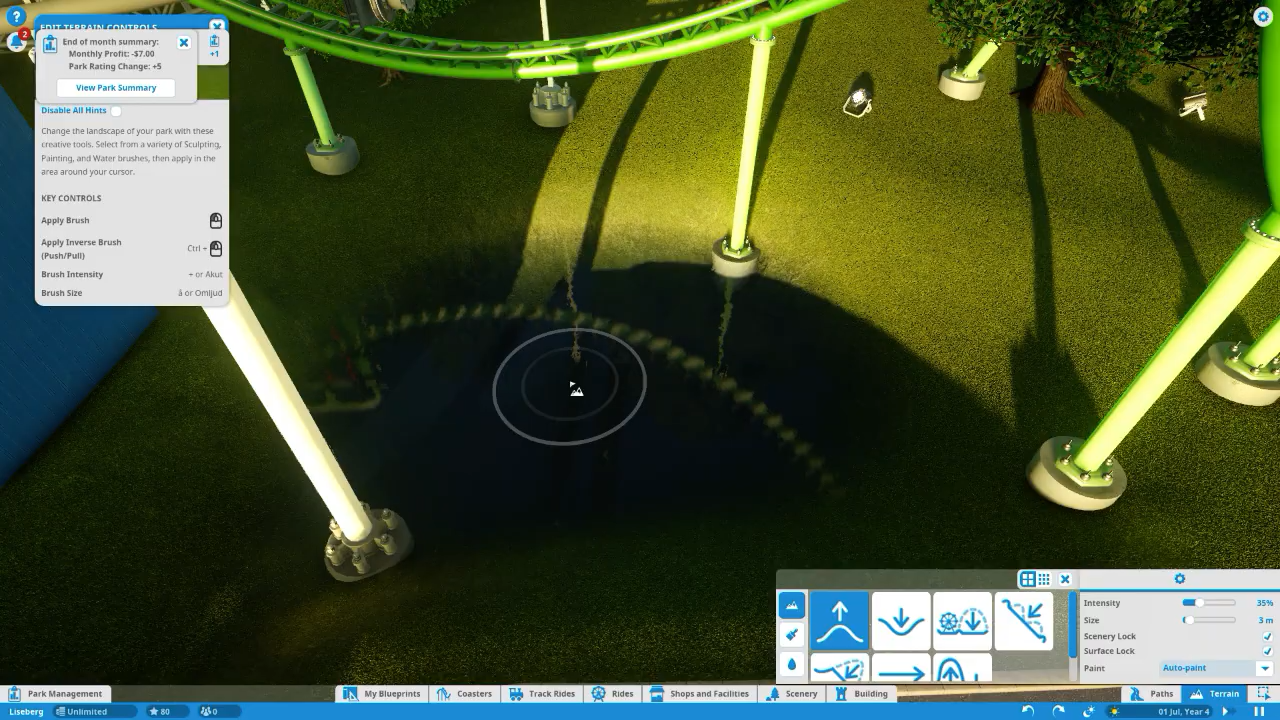 ?
2
EDIT TERRAIN CONTROLS
End of month summary:
Monthly Profit: -$7.00
Park Rating Change: +5
View Park Summary
+1
Disable All Hints
Change the landscape of your park with these
creative tools. Select from a variety of Sculpting,
Painting, and Water brushes, then apply in the
area around your cursor.
KEY CONTROLS
Apply Brush
Apply Inverse Brush Ctrl +
(Push/Pull)
Brush Intensity + or Akut
Brush Size å or Omljud
Intensity 35%
Size 3 m
Scenery Lock
Surface Lock
Paint Auto-paint
Park Management My Blueprints Coasters Track Rides Rides Shops and Facilities Scenery Building Paths Terrain
Liseberg Unlimited 80 0 01 Jul, Year 4